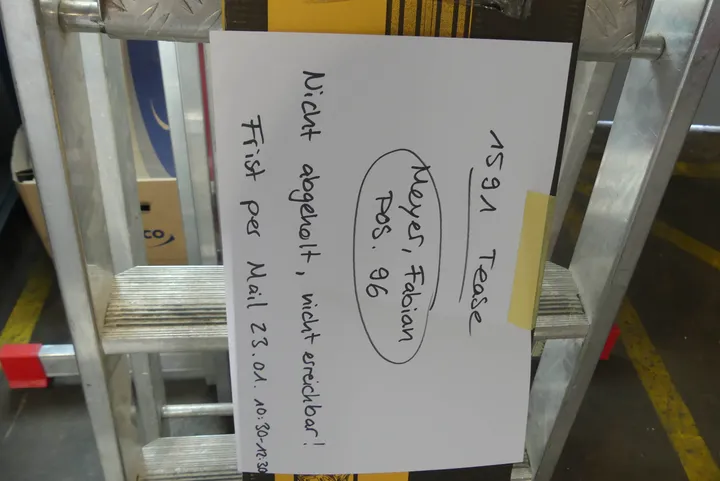 1591 Tease
Meyer, Fabian
Pos. 96
Nicht abgeholt, nicht erreichbar!
Frist per Mail 23.01. 10:30-12:30